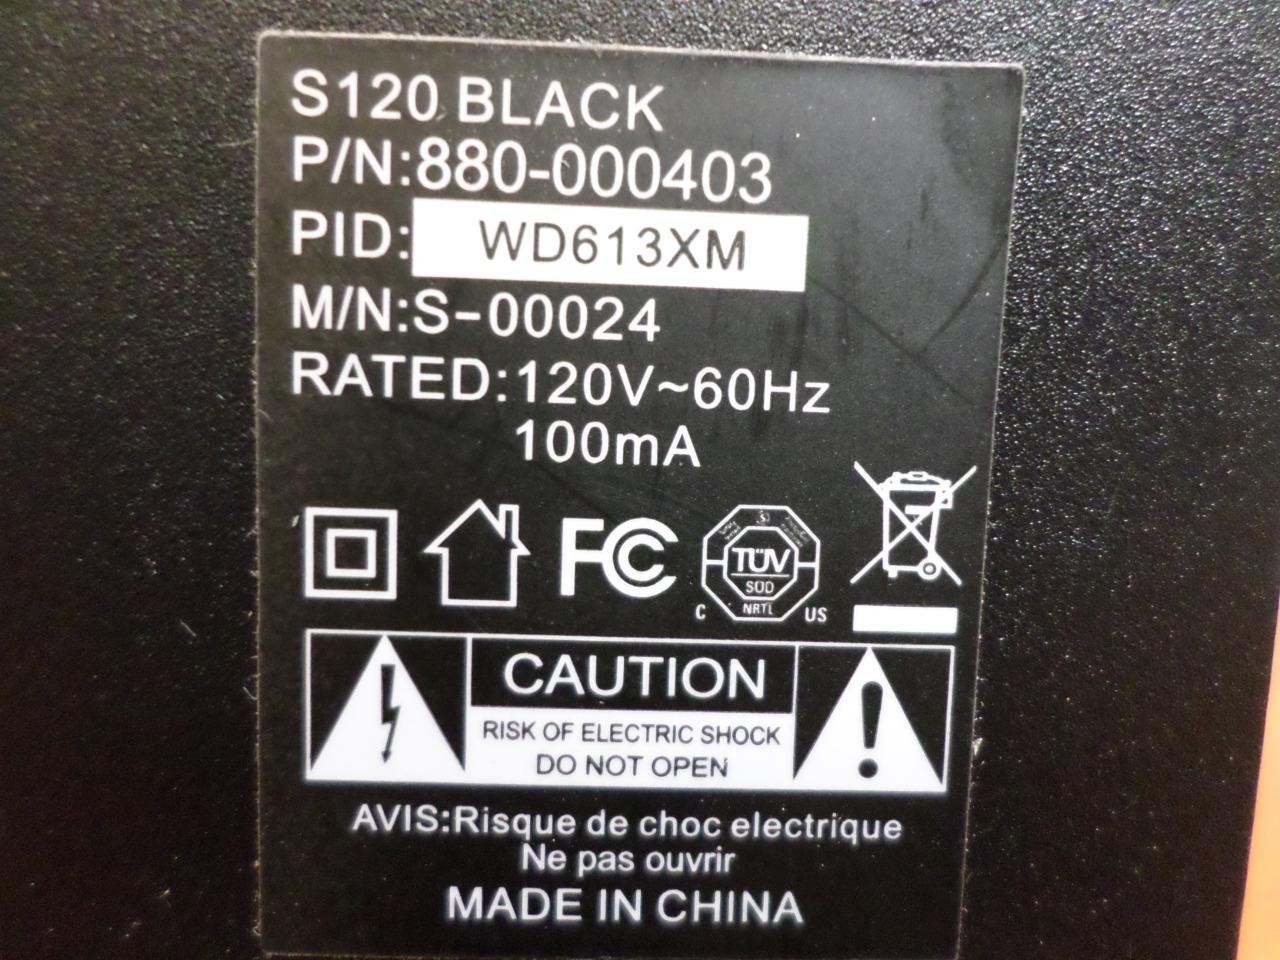 S120 BLACK
P/N:880-000403
PID: WD613XM
M/N:S-00024
RATED:120V~60Hz
100mA
FC
TÜV
SÜD
NRTL
C US
CAUTION
RISK OF ELECTRIC SHOCK
DO NOT OPEN
AVIS:Risque de choc electrique
Ne pas ouvrir
MADE IN CHINA